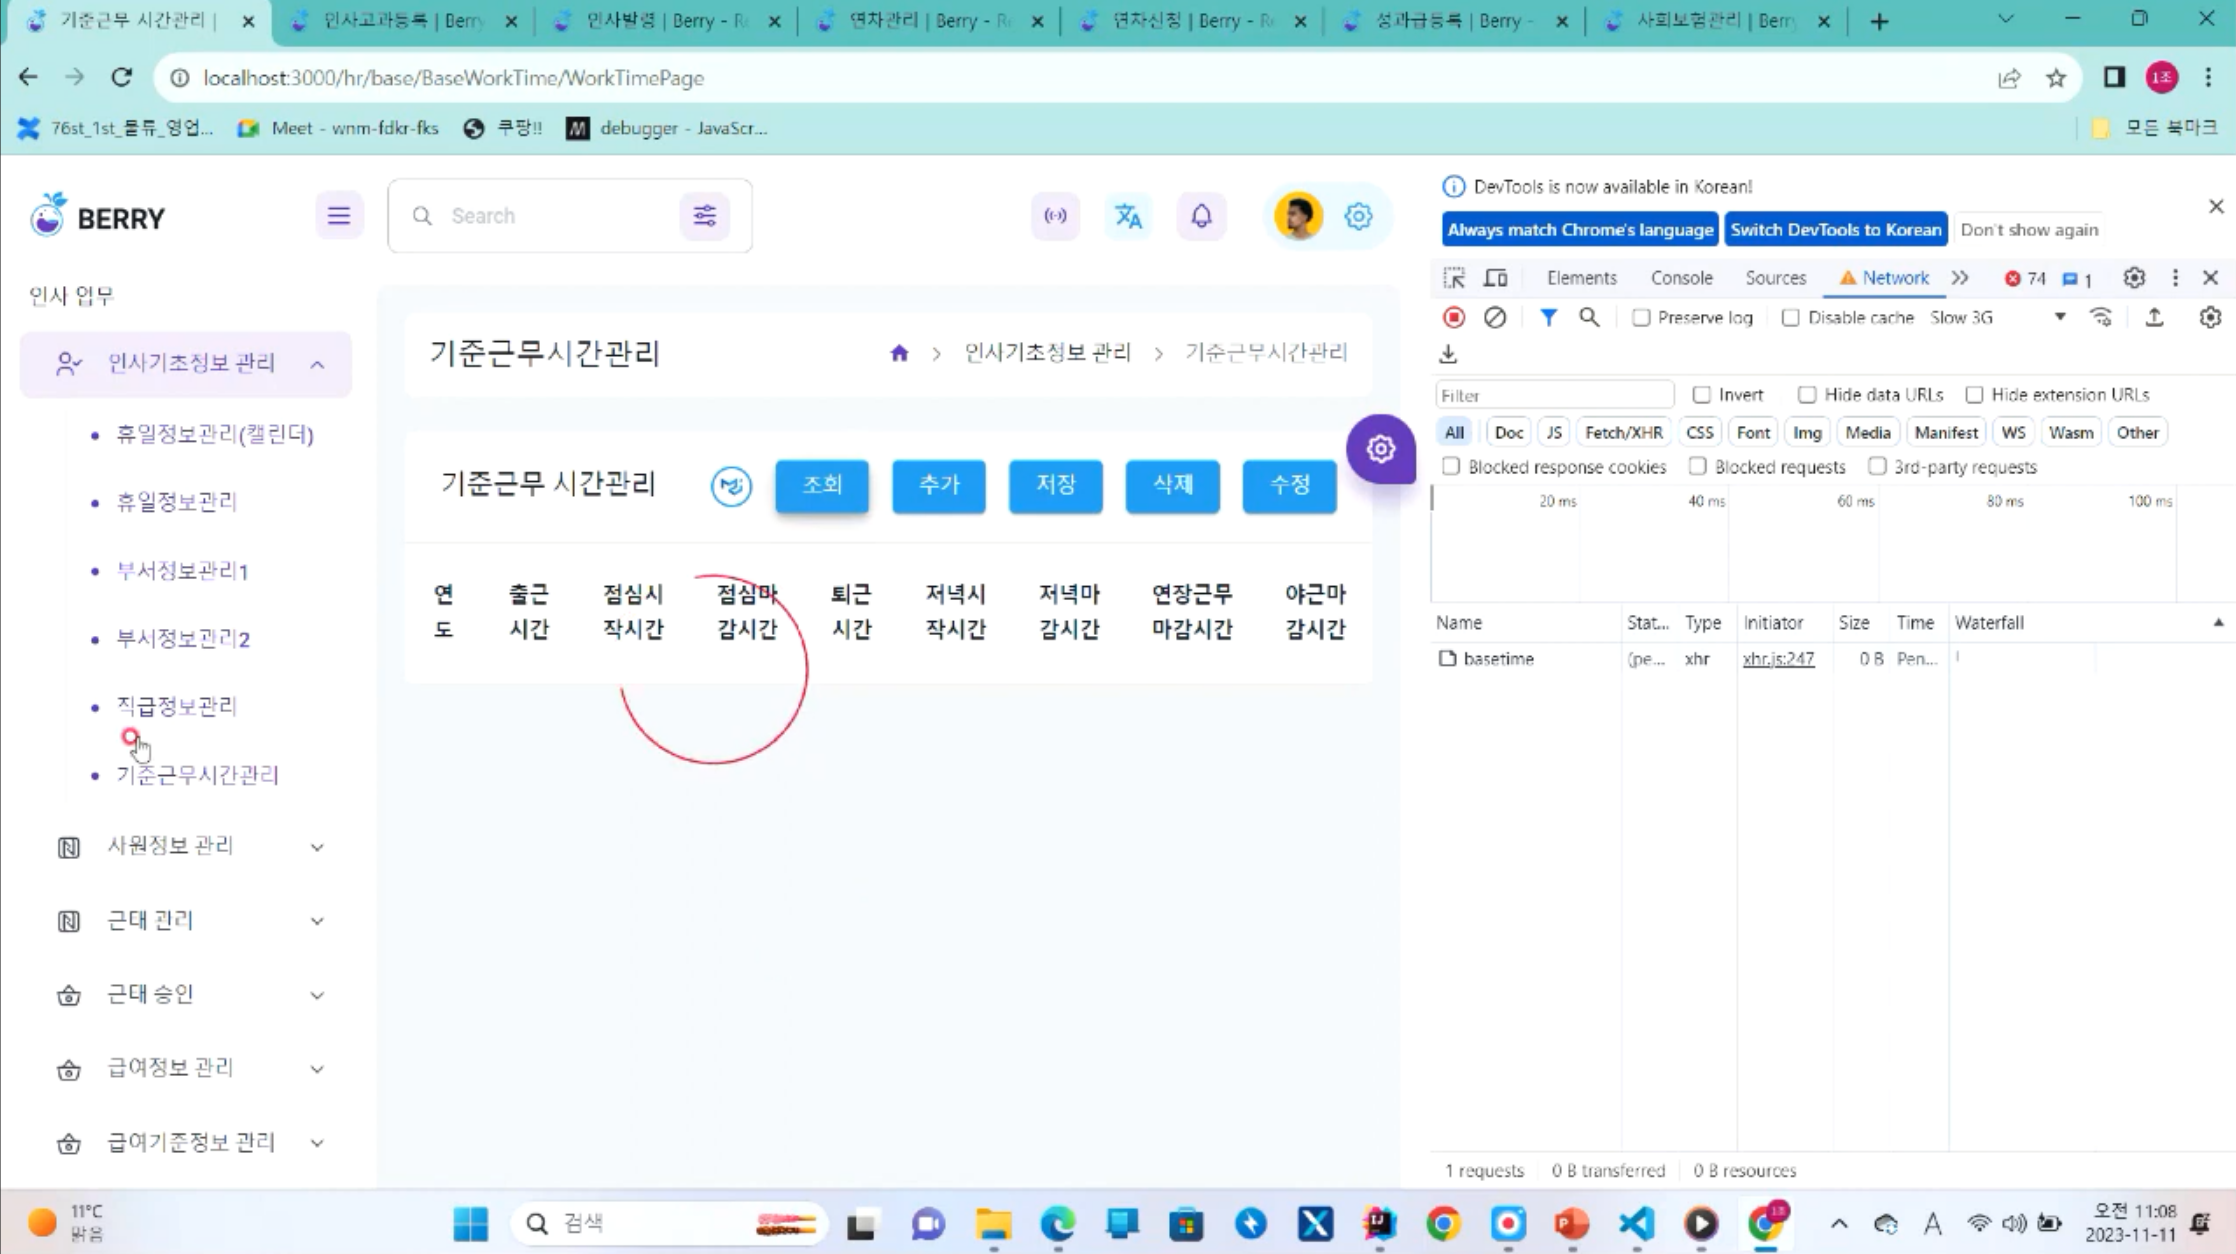 기준근무 시간관리 |
인사고과등록 | Berry
인사발령 | Berry - Re
연차관리 | Berry - Re
연차신청 | Berry - Re
성과급등록 | Berry -
사회보험관리 | Berry
localhost:3000/hr/base/BaseWorkTime/WorkTimePage
1조
76st_1st_물류_영업...
Meet - wnm-fdkr-fks
쿠팡!!
debugger - JavaScr...
모든 북마크
BERRY
Search
인사 업무
인사기초정보 관리
휴일정보관리(캘린더)
휴일정보관리
부서정보관리1
부서정보관리2
직급정보관리
기준근무시간관리
사원정보 관리
근태 관리
근태 승인
급여정보 관리
급여기준정보 관리
기준근무시간관리
인사기초정보 관리 > 기준근무시간관리
기준근무 시간관리
조회 추가 저장 삭제 수정
연도 출근시간 점심시작시간 점심마감시간 퇴근시간 저녁시작시간 저녁마감시간 연장근무마감시간 야근마감시간
DevTools is now available in Korean!
Always match Chrome's language Switch DevTools to Korean Don't show again
Elements Console Sources Network 74 1
Preserve log Disable cache Slow 3G
Filter Invert Hide data URLs Hide extension URLs
All Doc JS Fetch/XHR CSS Font Img Media Manifest WS Wasm Other
Blocked response cookies Blocked requests 3rd-party requests
20 ms 40 ms 60 ms 80 ms 100 ms
Name Stat... Type Initiator Size Time Waterfall
basetime (pe... xhr xhr.js:247 0 B Pen...
1 requests 0 B transferred 0 B resources
11°C
맑음
검색
A
오전 11:08
2023-11-11